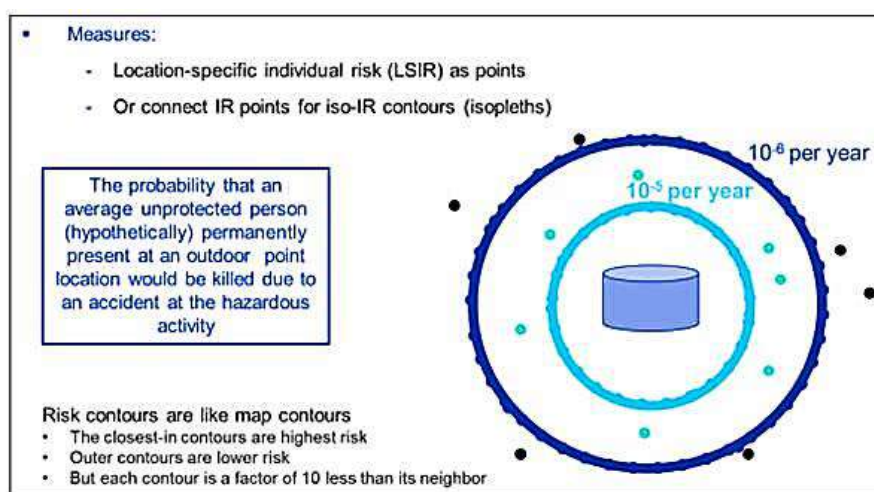 ▪ Measures:
- Location-specific individual risk (LSIR) as points
- Or connect IR points for iso-IR contours (isopleths)
The probability that an
average unprotected person
(hypothetically) permanently
present at an outdoor point
location would be killed due to
an accident at the hazardous
activity
10⁻⁶ per year
10⁻⁵ per year
Risk contours are like map contours
• The closest-in contours are highest risk
• Outer contours are lower risk
• But each contour is a factor of 10 less than its neighbor